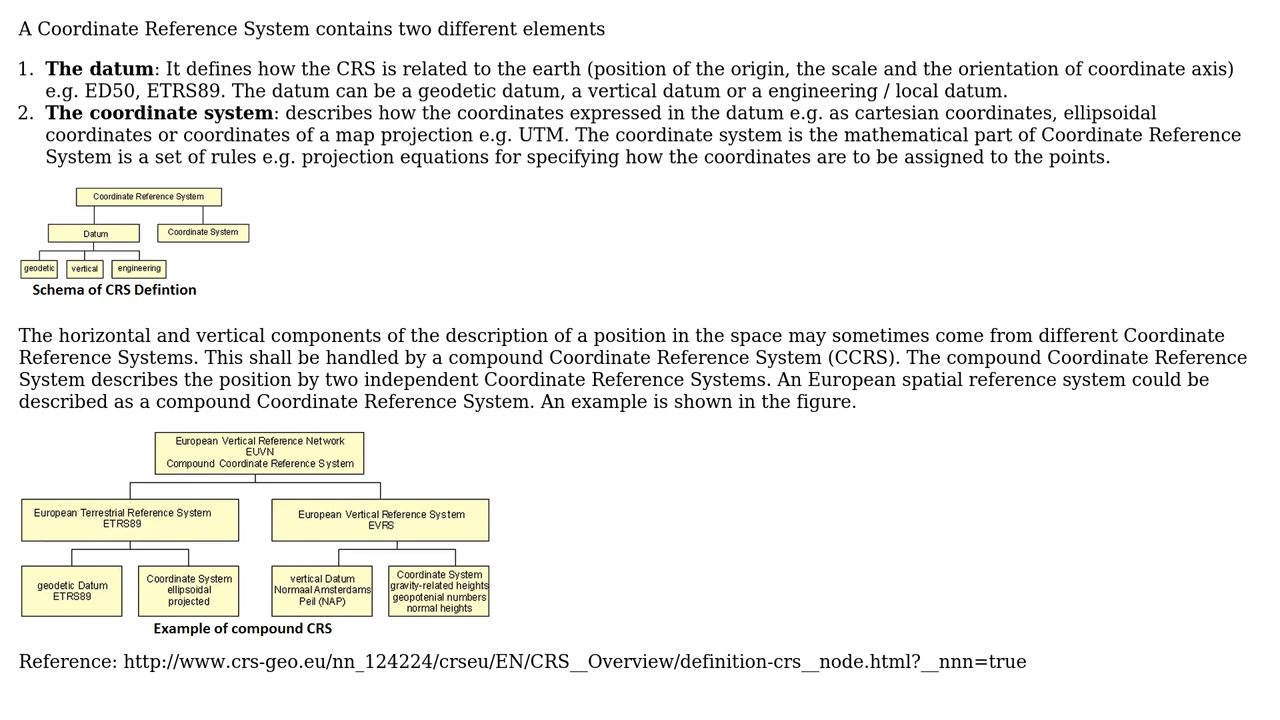 A Coordinate Reference System contains two different elements
1. The datum: It defines how the CRS is related to the earth (position of the origin, the scale and the orientation of coordinate axis)
e.g. ED50, ETRS89. The datum can be a geodetic datum, a vertical datum or a engineering / local datum.
2. The coordinate system: describes how the coordinates expressed in the datum e.g. as cartesian coordinates, ellipsoidal
coordinates or coordinates of a map projection e.g. UTM. The coordinate system is the mathematical part of Coordinate Reference
System is a set of rules e.g. projection equations for specifying how the coordinates are to be assigned to the points.
Coordinate Reference System
Datum
Coordinate System
geodetic
vertical
engineering
Schema of CRS Defintion
The horizontal and vertical components of the description of a position in the space may sometimes come from different Coordinate
Reference Systems. This shall be handled by a compound Coordinate Reference System (CCRS). The compound Coordinate Reference
System describes the position by two independent Coordinate Reference Systems. An European spatial reference system could be
described as a compound Coordinate Reference System. An example is shown in the figure.
European Vertical Reference Network
EUVN
Compound Coordinate Reference System
European Terrestrial Reference System
ETRS89
European Vertical Reference System
EVRS
geodetic Datum
ETRS89
Coordinate System
ellipsoidal
projected
vertical Datum
Normaal Amsterdams
Peil (NAP)
Coordinate System
gravity-related heights
geopotenial numbers
normal heights
Example of compound CRS
Reference: http://www.crs-geo.eu/nn_124224/crseu/EN/CRS__Overview/definition-crs__node.html?__nnn=true